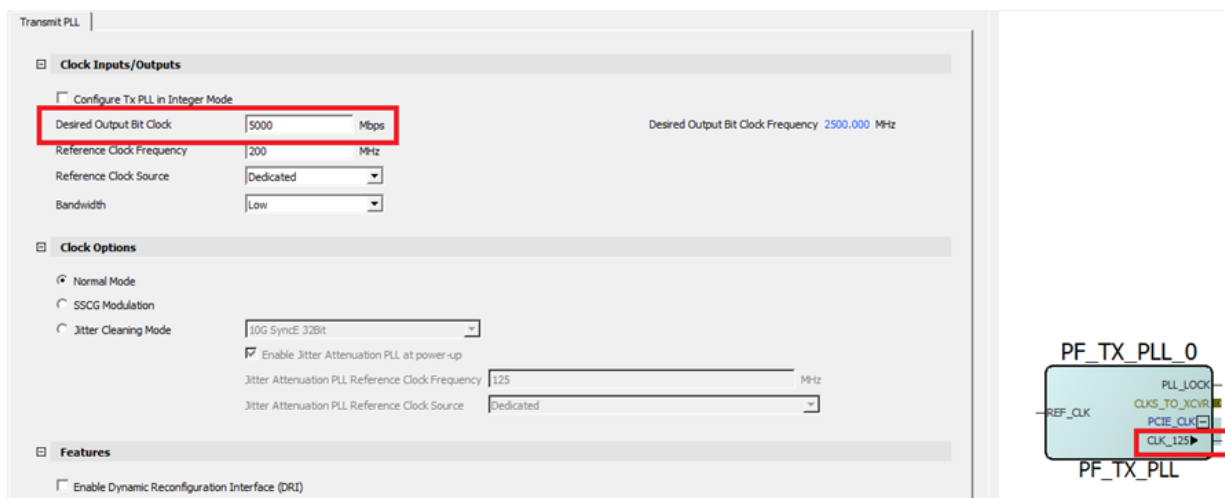 Transmit PLL
Clock Inputs/Outputs
Configure Tx PLL in Integer Mode
Desired Output Bit Clock 5000 Mbps Desired Output Bit Clock Frequency 2500.000 MHz
Reference Clock Frequency 200 MHz
Reference Clock Source Dedicated
Bandwidth Low
Clock Options
Normal Mode
SSCG Modulation
Jitter Cleaning Mode 10G SyncE 32Bit
Enable Jitter Attenuation PLL at power-up
Jitter Attenuation PLL Reference Clock Frequency 125 MHz
Jitter Attenuation PLL Reference Clock Source Dedicated
Features
Enable Dynamic Reconfiguration Interface (DRI)
PF_TX_PLL_0
PLL_LOCK
CLKS_TO_XCVR
REF_CLK
PCIE_CLK
CLK_125
PF_TX_PLL